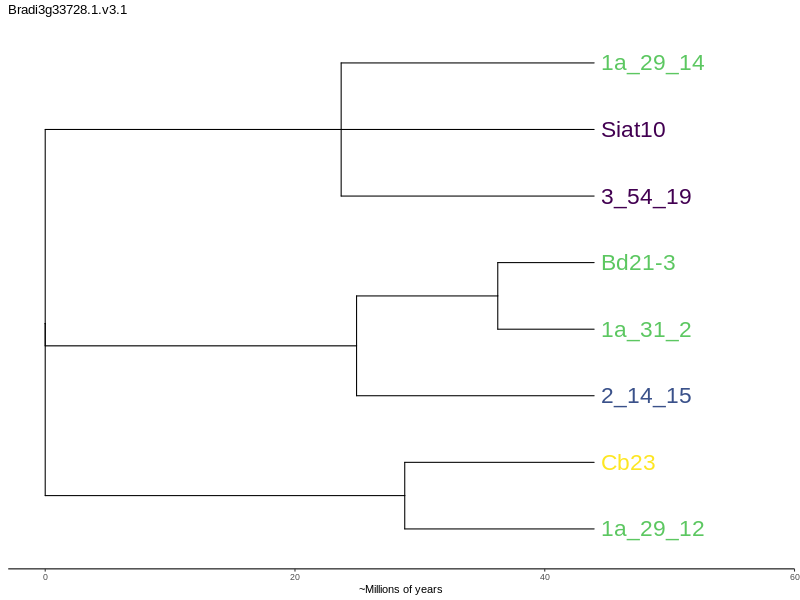 Bradi3g33728.1.v3.1
1a_29_14
Siat10
3_54_19
Bd21-3
1a_31_2
2_14_15
Cb23
1a_29_12
0 20 40 60
~Millions of years